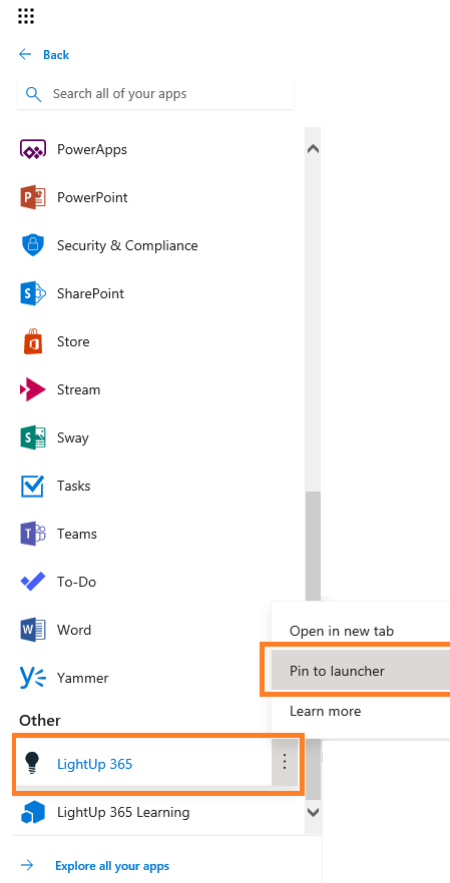 Back
Search all of your apps
PowerApps
PowerPoint
Security & Compliance
SharePoint
Store
Stream
Sway
Tasks
Teams
To-Do
Word
Yammer
Open in new tab
Pin to launcher
Learn more
Other
LightUp 365
LightUp 365 Learning
Explore all your apps